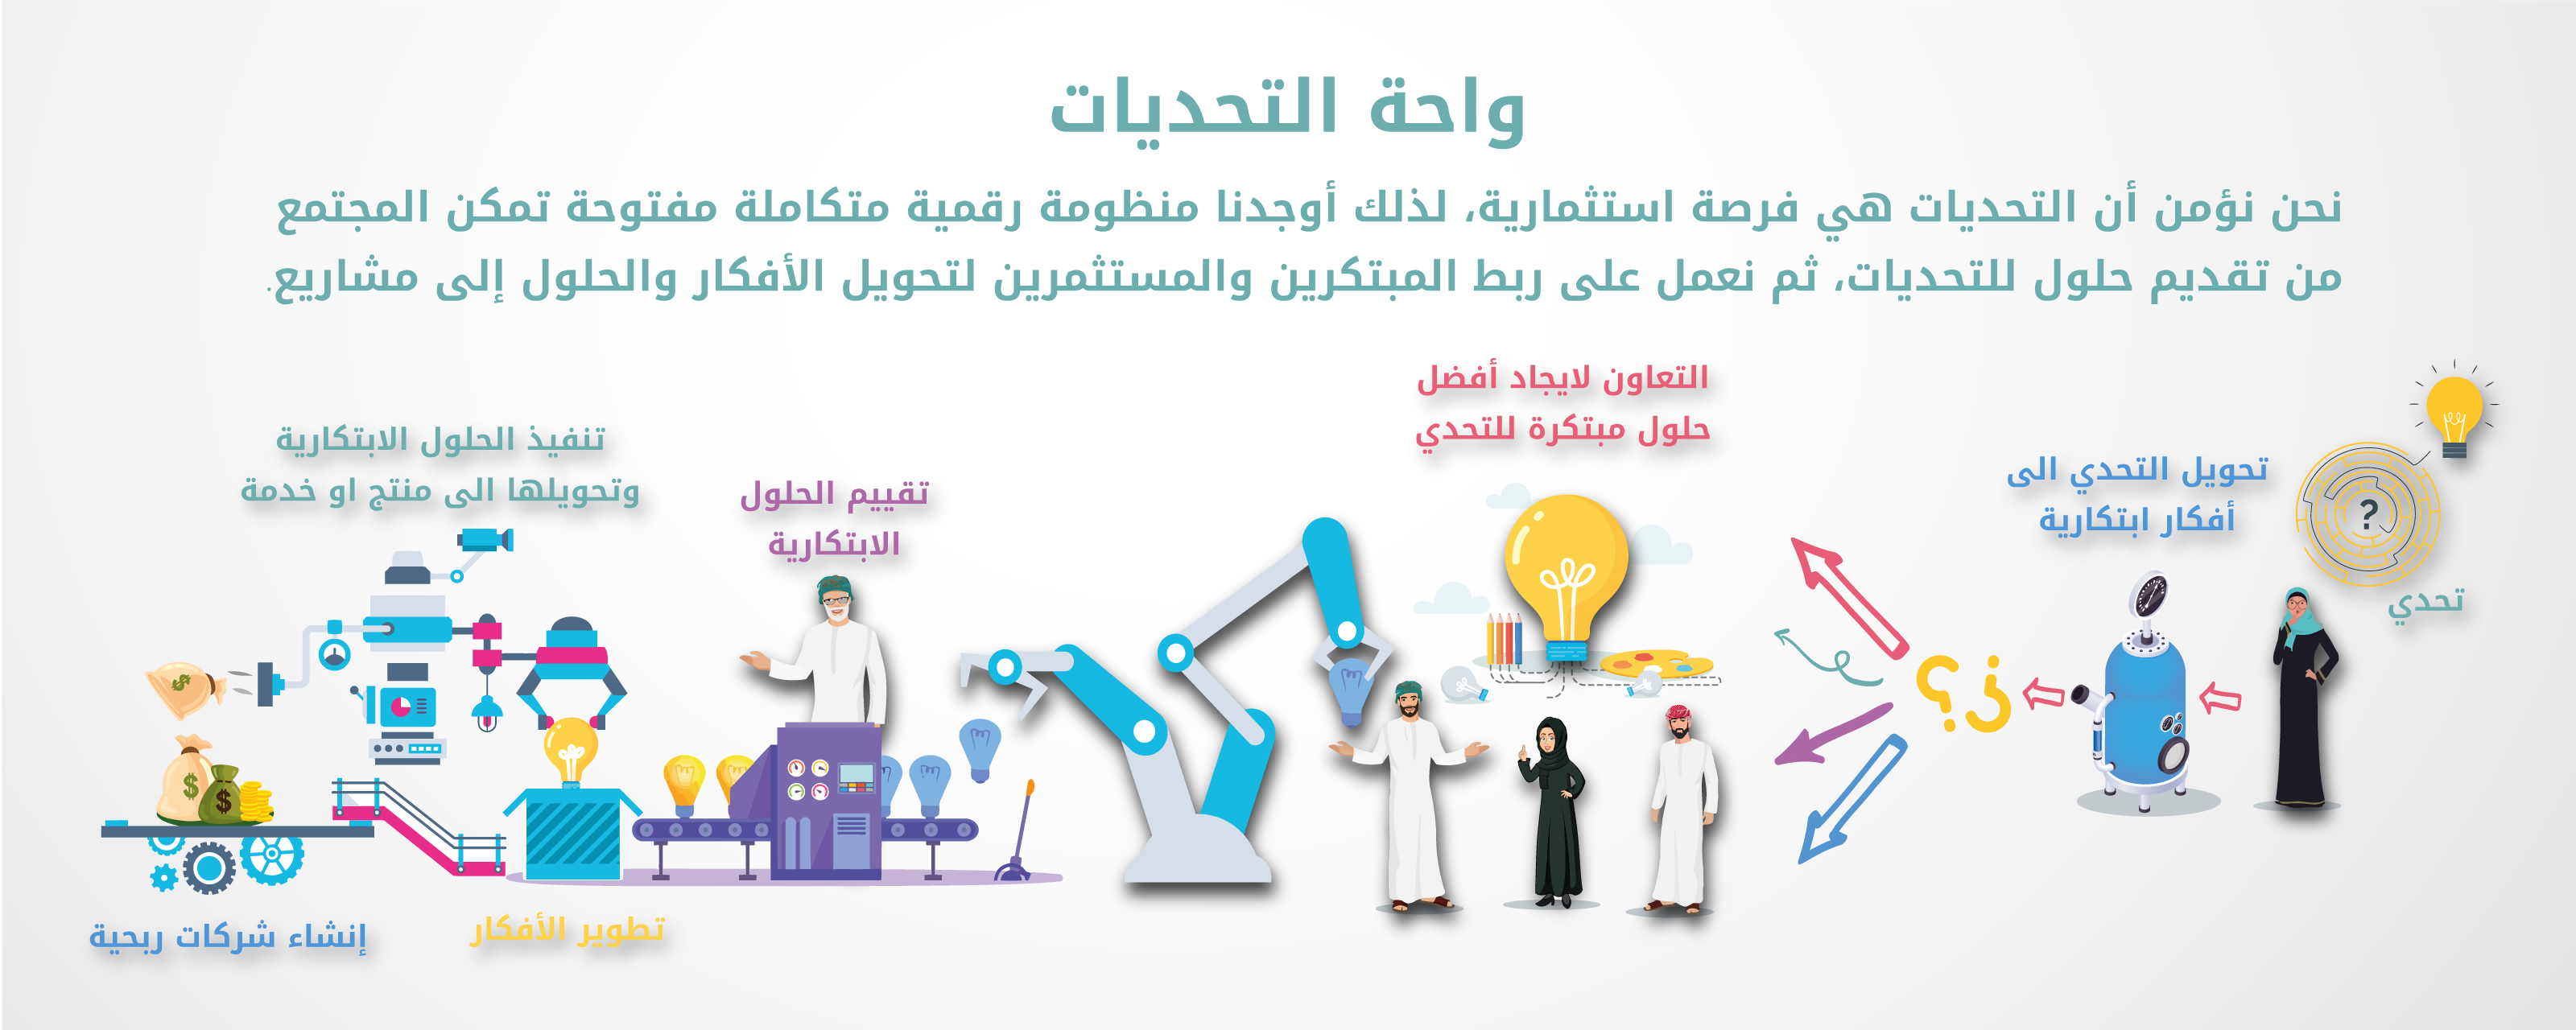 واحة التحديات
نحن نؤمن أن التحديات هي فرصة استثمارية، لذلك أوجدنا منظومة رقمية متكاملة مفتوحة تمكن المجتمع
من تقديم حلول للتحديات، ثم نعمل على ربط المبتكرين والمستثمرين لتحويل الأفكار والحلول إلى مشاريع.
?
تحدي
تحويل التحدي الى
أفكار ابتكارية
؟؟
التعاون لايجاد أفضل
حلول مبتكرة للتحدي
تقييم الحلول
الابتكارية
تطوير الأفكار
تنفيذ الحلول الابتكارية
وتحويلها الى منتج او خدمة
$
$
$
إنشاء شركات ربحية